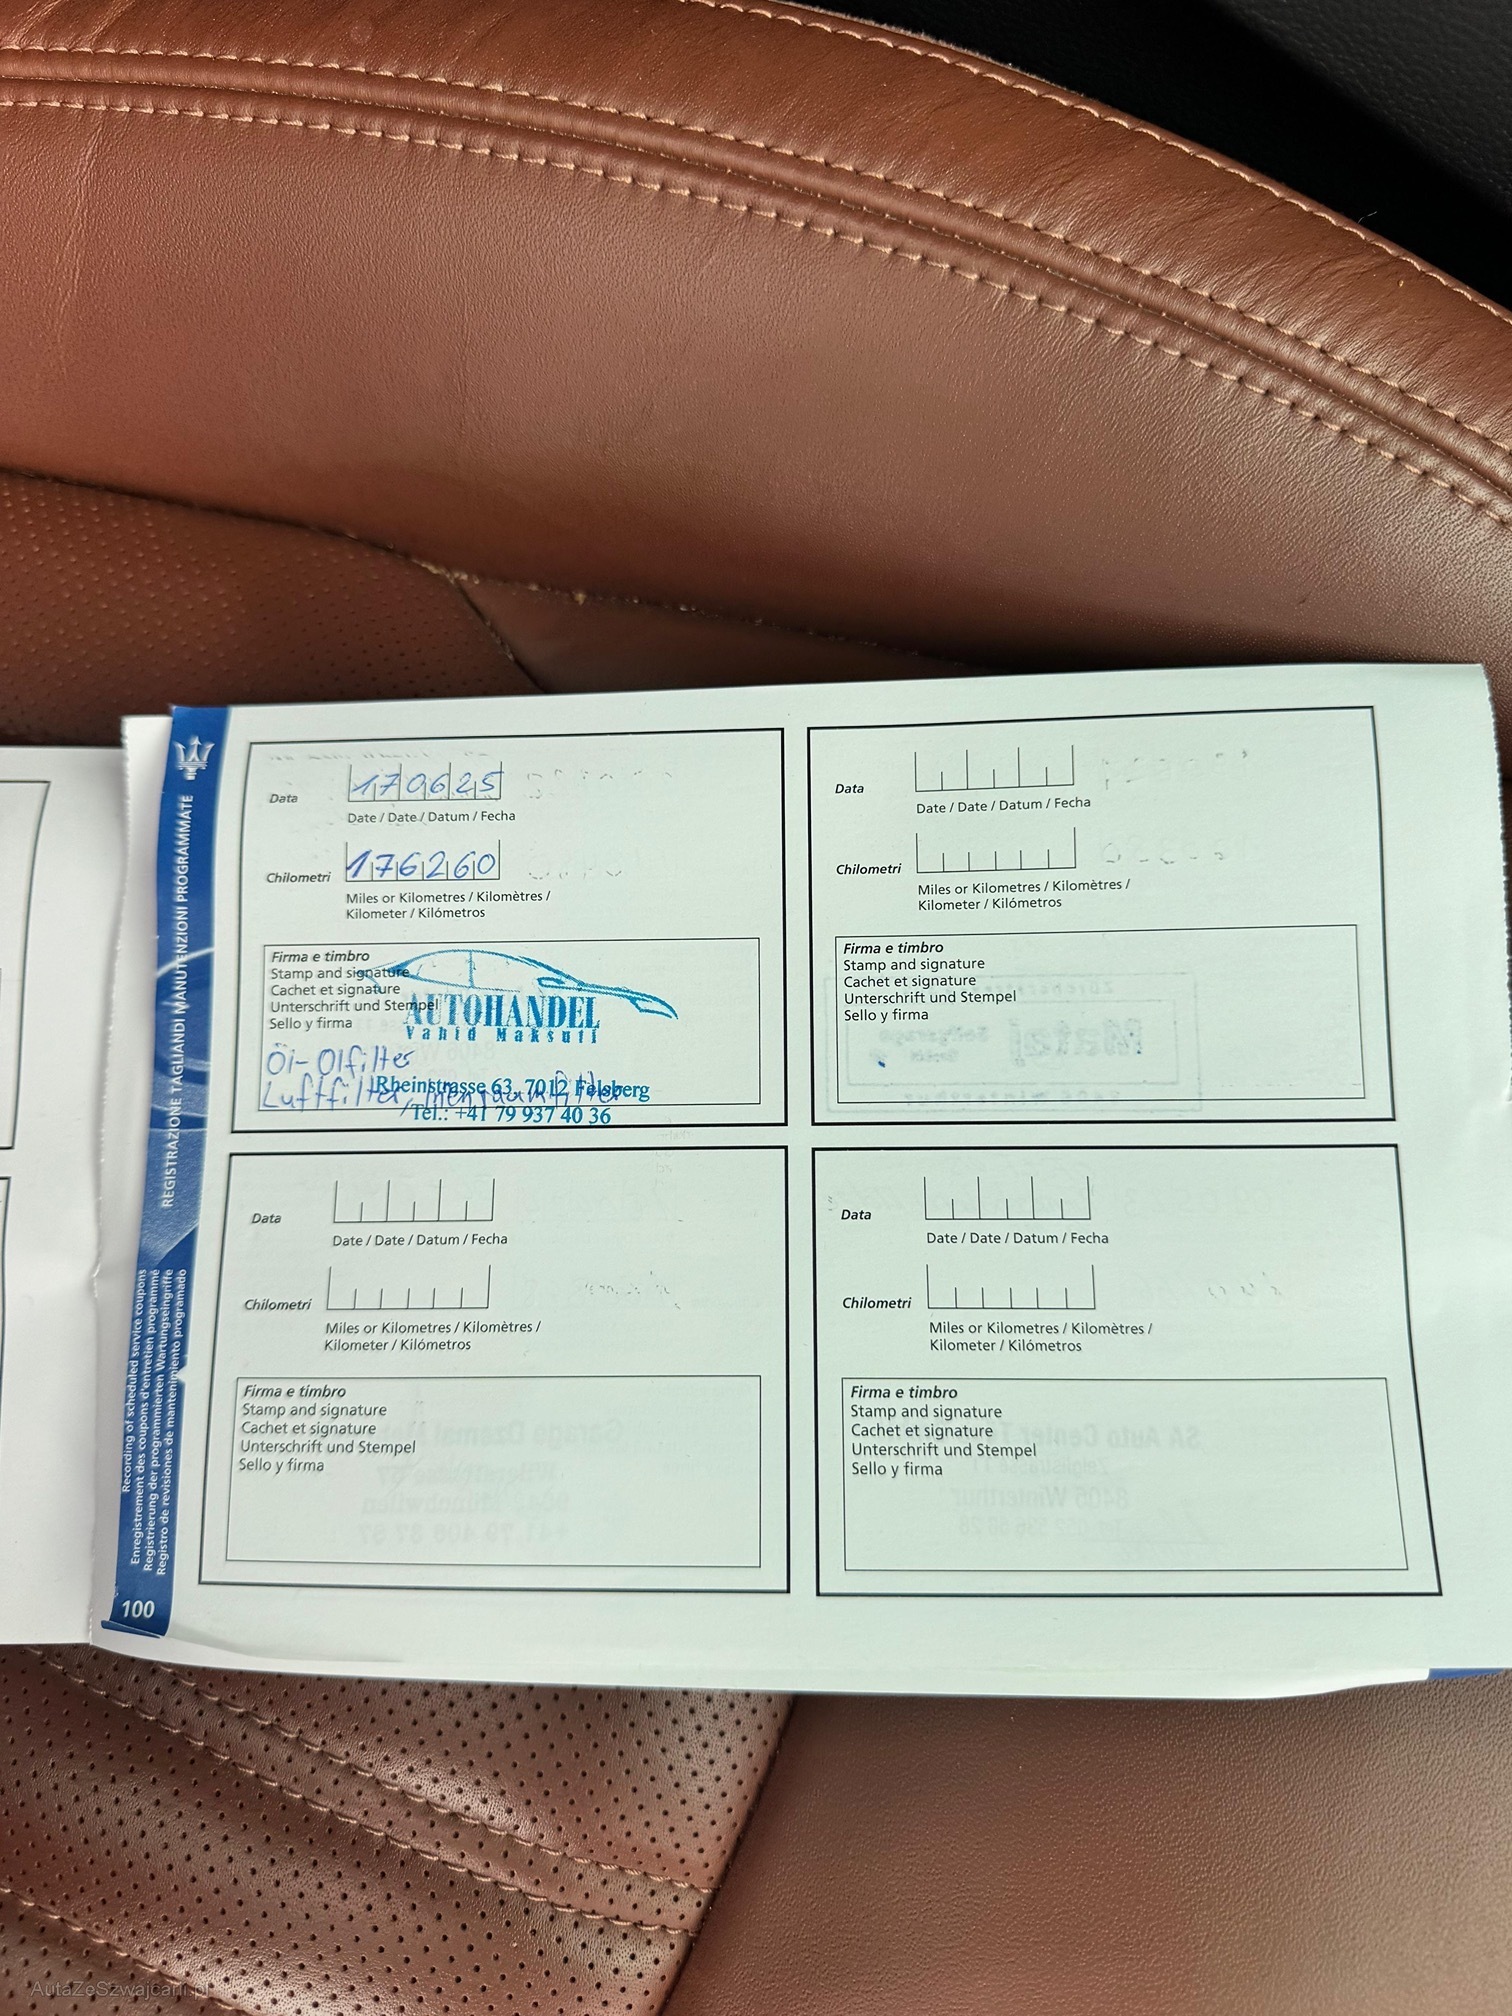 REGISTRAZIONE TAGLIANDI MANUTENZIONI PROGRAMMATE
Recording of scheduled service coupons
Enregistrement des coupons d'entretien programmé
Registrierung der programmierten Wartungseingriffe
Registro de revisiones de mantenimiento programado
100
Data 170625
Date / Date / Datum / Fecha
Chilometri 176260
Miles or Kilometres / Kilomètres /
Kilometer / Kilómetros
Firma e timbro
Stamp and signature
Cachet et signature
Unterschrift und Stempel
Sello y firma
AUTOHANDEL
Vahid Maksuti
Öl-Ölfilter
Luftfilter, Innenraumfilter
Rheinstrasse 63, 7012 Felsberg
Tel.: +41 79 937 40 36
Data
Date / Date / Datum / Fecha
Chilometri
Miles or Kilometres / Kilomètres /
Kilometer / Kilómetros
Firma e timbro
Stamp and signature
Cachet et signature
Unterschrift und Stempel
Sello y firma
Data
Date / Date / Datum / Fecha
Chilometri
Miles or Kilometres / Kilomètres /
Kilometer / Kilómetros
Firma e timbro
Stamp and signature
Cachet et signature
Unterschrift und Stempel
Sello y firma
Data
Date / Date / Datum / Fecha
Chilometri
Miles or Kilometres / Kilomètres /
Kilometer / Kilómetros
Firma e timbro
Stamp and signature
Cachet et signature
Unterschrift und Stempel
Sello y firma
AutaZeSzwajcarii.pl